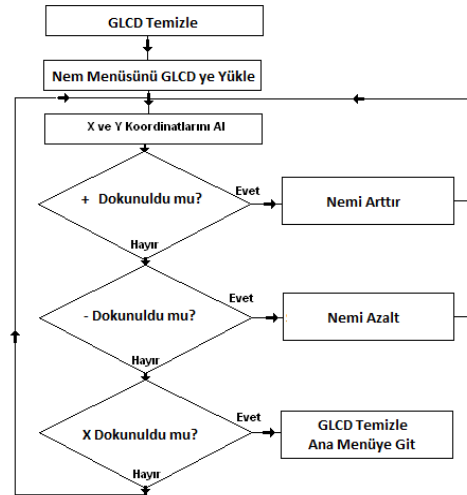 GLCD Temizle
Nem Menüsünü GLCD ye Yükle
X ve Y Koordinatlarını Al
+ Dokunuldu mu?
Evet
Nemi Arttır
Hayır
- Dokunuldu mu?
Evet
Nemi Azalt
Hayır
X Dokunuldu mu?
Evet
GLCD Temizle
Ana Menüye Git
Hayır